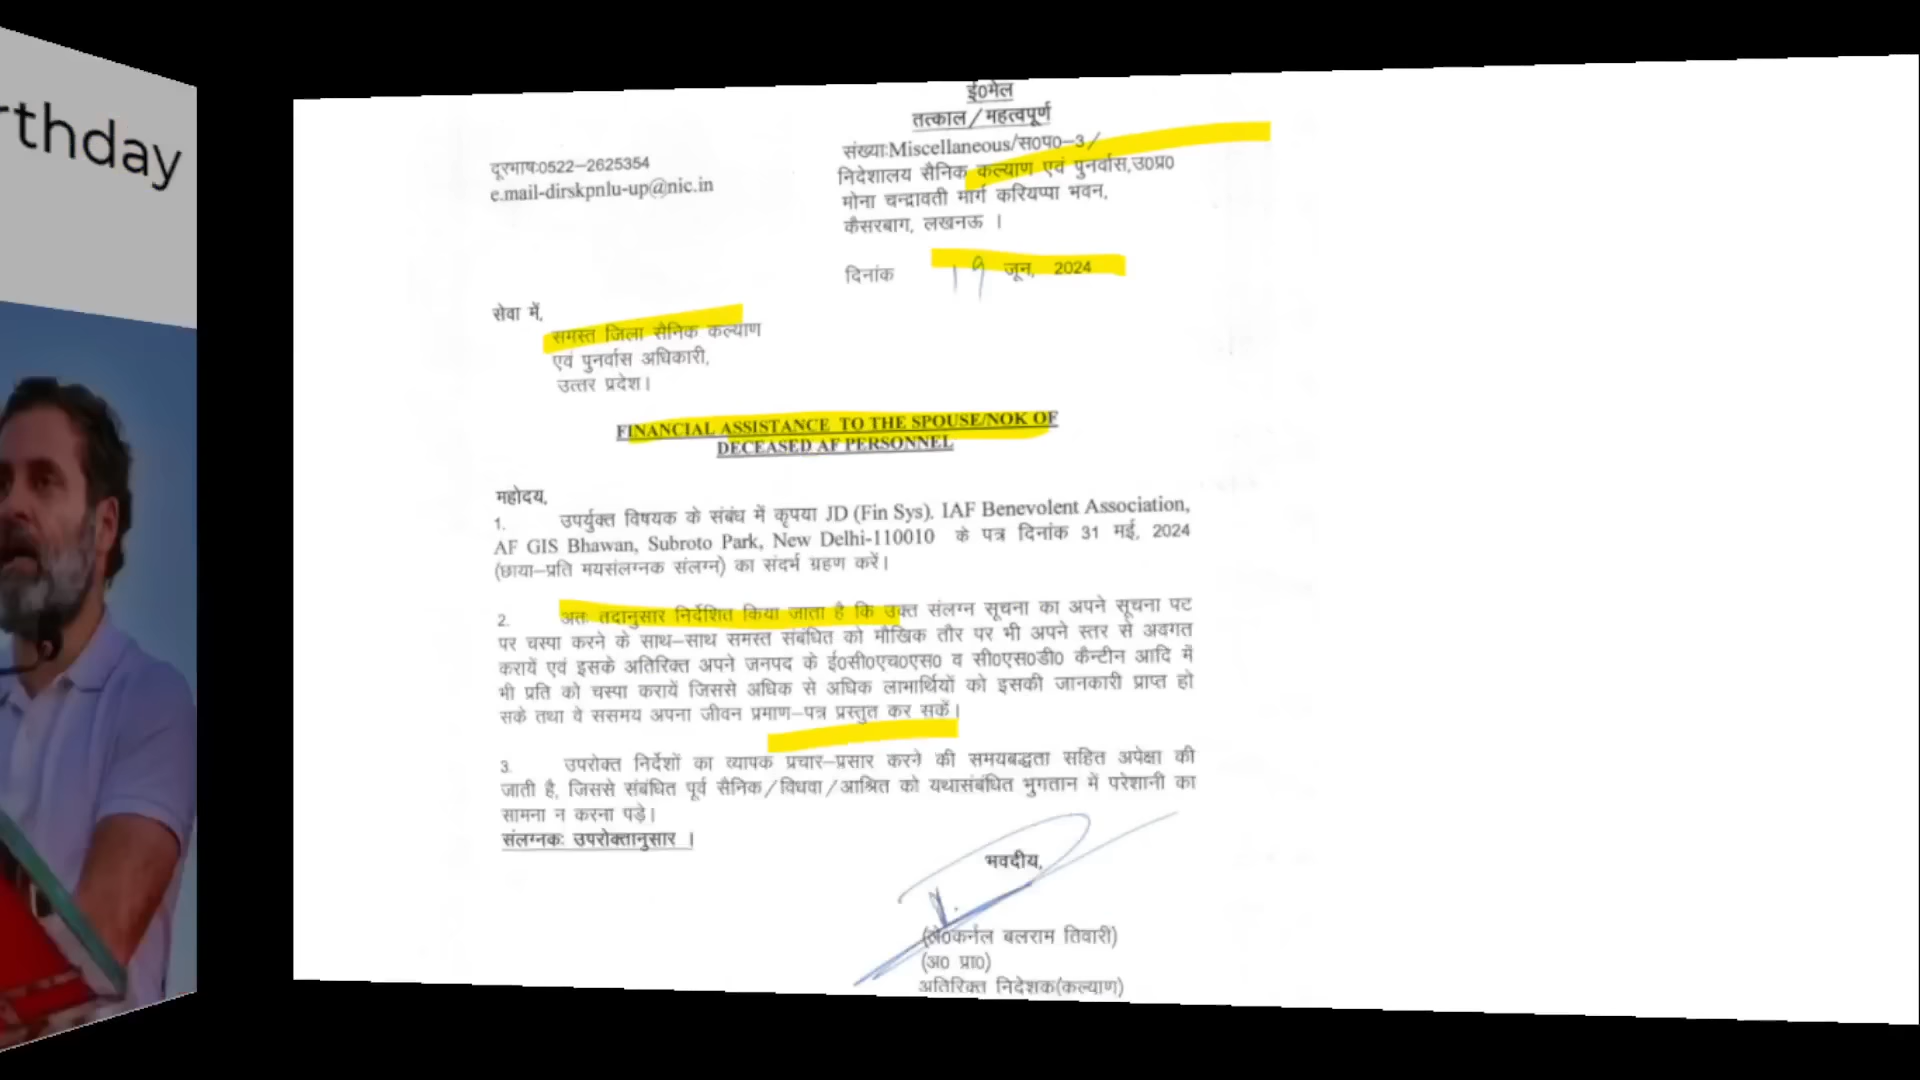 rthday
ई0मेल
तत्काल/महत्वपूर्ण
दूरभाषः0522–2625354
e.mail-dirskpnlu-up@nic.in
संख्याःMiscellaneous/स0प0–3/
निदेशालय सैनिक कल्याण एवं पुनर्वास,उ0प्र0
मोना चन्द्रावती मार्ग करियप्पा भवन,
कैसरबाग, लखनऊ ।
दिनांक 19 जून, 2024
सेवा में,
समस्त जिला सैनिक कल्याण
एवं पुनर्वास अधिकारी,
उत्तर प्रदेश।
FINANCIAL ASSISTANCE TO THE SPOUSE/NOK OF
DECEASED AF PERSONNEL
महोदय,
1. उपर्युक्त विषयक के संबंध में कृपया JD (Fin Sys). IAF Benevolent Association,
AF GIS Bhawan, Subroto Park, New Delhi-110010 के पत्र दिनांक 31 मई, 2024
(छाया–प्रति मयसंलग्नक संलग्न) का संदर्भ ग्रहण करें।
2. अतः तदानुसार निर्देशित किया जाता है कि उक्त संलग्न सूचना का अपने सूचना पट
पर चस्पा करने के साथ–साथ समस्त संबंधित को मौखिक तौर पर भी अपने स्तर से अवगत
करायें एवं इसके अतिरिक्त अपने जनपद के ई0सी0एच0एस0 व सी0एस0डी0 कैन्टीन आदि में
भी प्रति को चस्पा करायें जिससे अधिक से अधिक लाभार्थियों को इसकी जानकारी प्राप्त हो
सके तथा वे ससमय अपना जीवन प्रमाण–पत्र प्रस्तुत कर सकें।
3. उपरोक्त निर्देशों का व्यापक प्रचार–प्रसार करने की समयबद्धता सहित अपेक्षा की
जाती है, जिससे संबंधित पूर्व सैनिक/विधवा/आश्रित को यथासंबंधित भुगतान में परेशानी का
सामना न करना पड़े।
संलग्नकः उपरोक्तानुसार ।
भवदीय,
(ले0कर्नल बलराम तिवारी)
(अ0 प्रा0)
अतिरिक्त निदेशक(कल्याण)